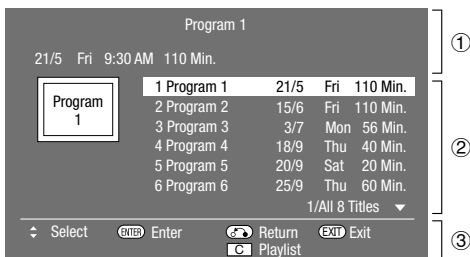 Program 1
21/5 Fri 9:30 AM 110 Min.
①
Program
1
1 Program 1 21/5 Fri 110 Min.
2 Program 2 15/6 Fri 110 Min.
3 Program 3 3/7 Mon 56 Min.
4 Program 4 18/9 Thu 40 Min.
5 Program 5 20/9 Sat 20 Min.
6 Program 6 25/9 Thu 60 Min.
1/All 8 Titles
②
Select ENTER Enter Return EXIT Exit
C Playlist
③